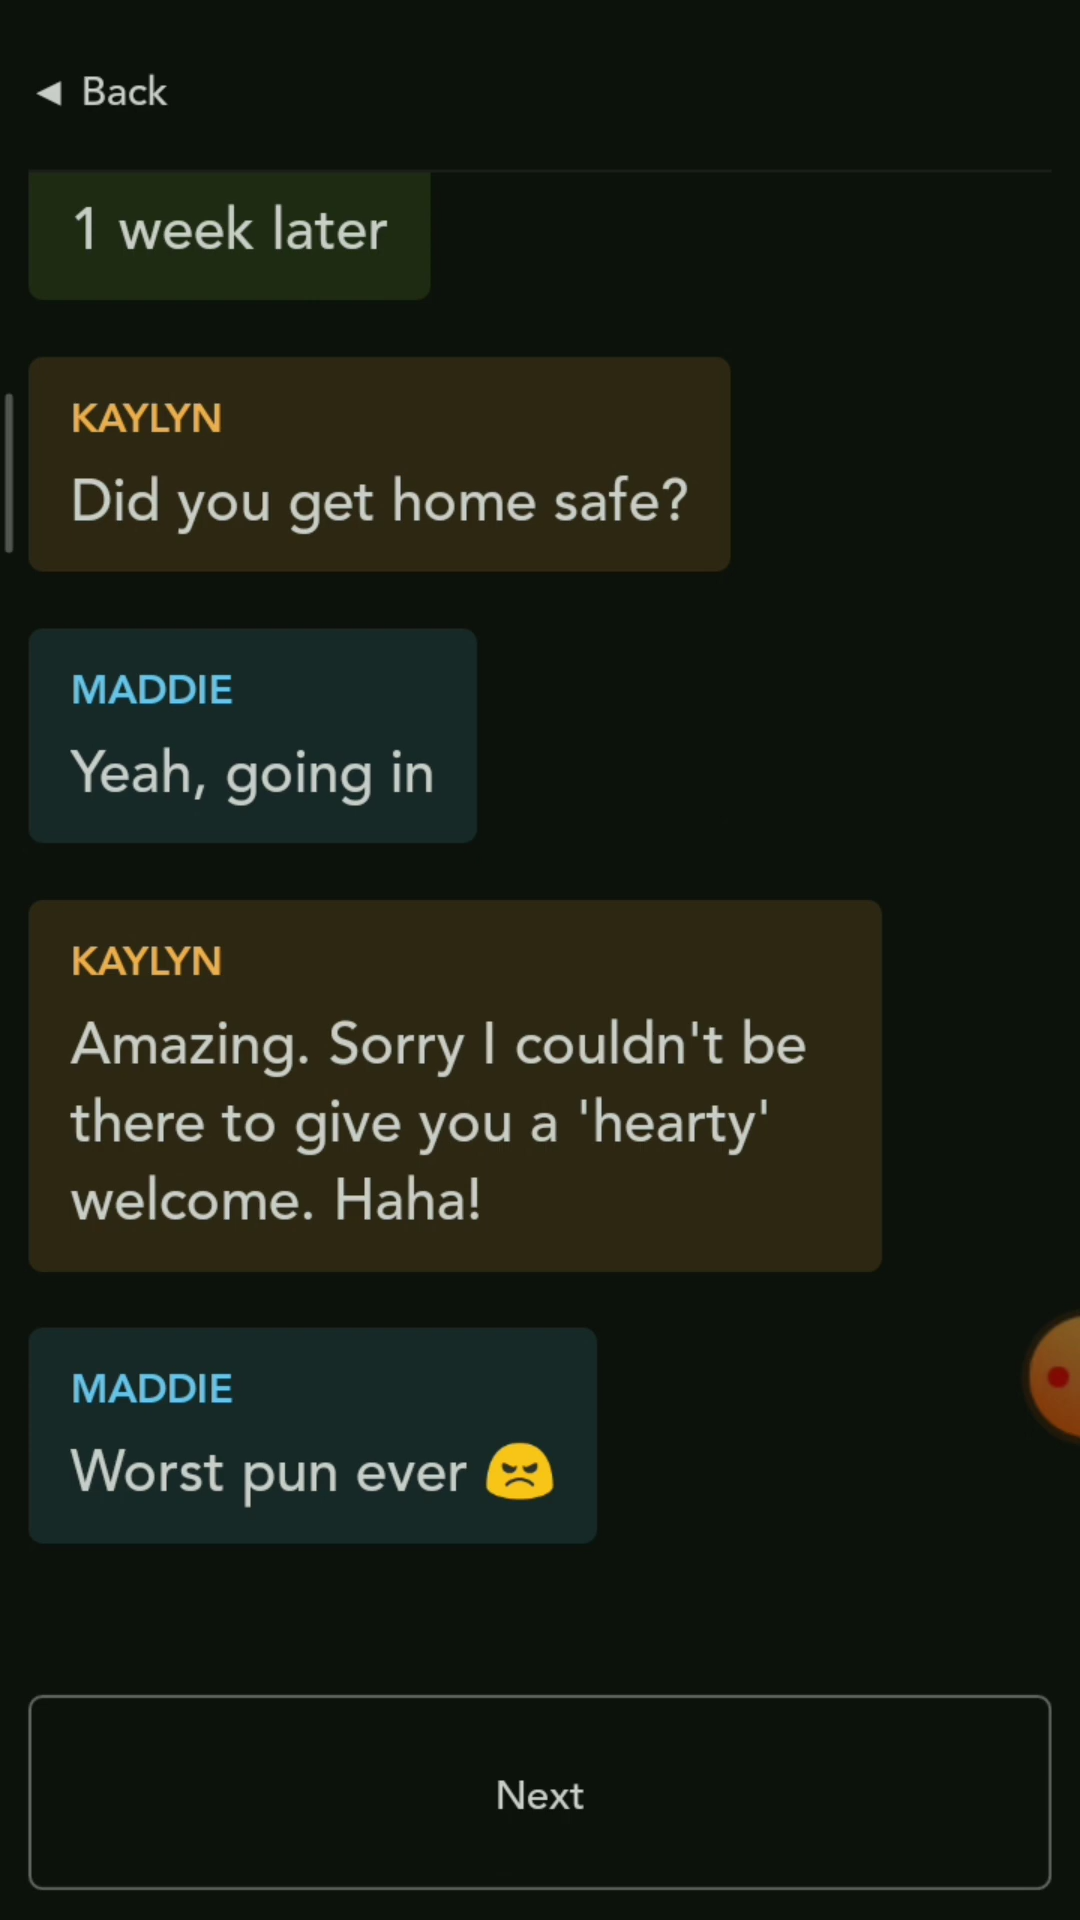 Back
1 week later
KAYLYN
Did you get home safe?
MADDIE
Yeah, going in
KAYLYN
Amazing. Sorry I couldn't be
there to give you a 'hearty'
welcome. Haha!
MADDIE
Worst pun ever 😠
Next